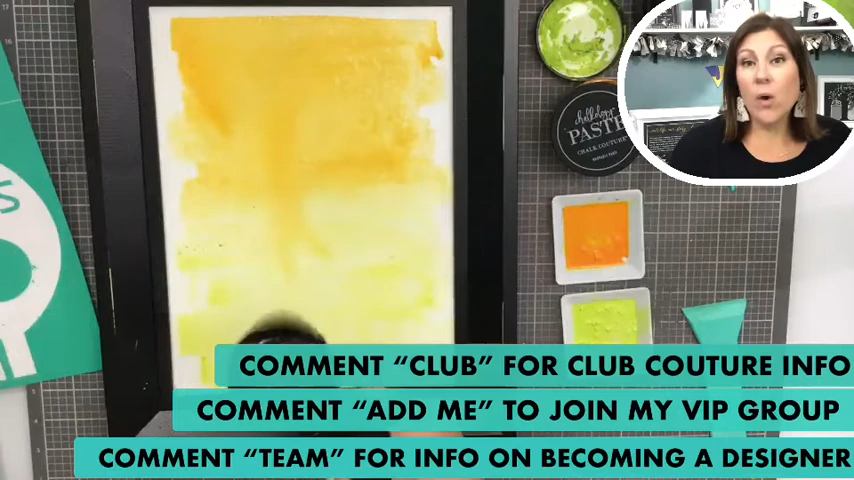 S
chalkology
PASTE
CHALK COUTURE
COMMENT “CLUB” FOR CLUB COUTURE INFO
COMMENT “ADD ME” TO JOIN MY VIP GROUP
COMMENT “TEAM” FOR INFO ON BECOMING A DESIGNER